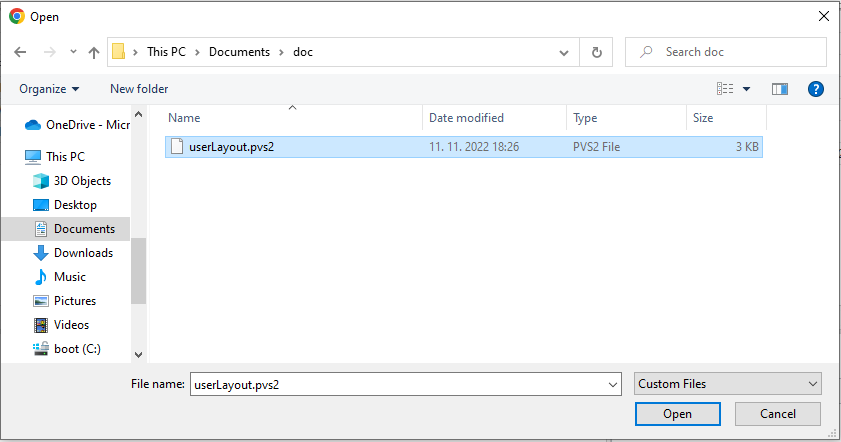 Open
This PC > Documents > doc
Search doc
Organize
New folder
Name
Date modified
Type
Size
OneDrive - Micr
This PC
3D Objects
Desktop
Documents
Downloads
Music
Pictures
Videos
boot (C:)
userLayout.pvs2
11. 11. 2022 18:26
PVS2 File
3 KB
File name:
userLayout.pvs2
Custom Files
Open
Cancel